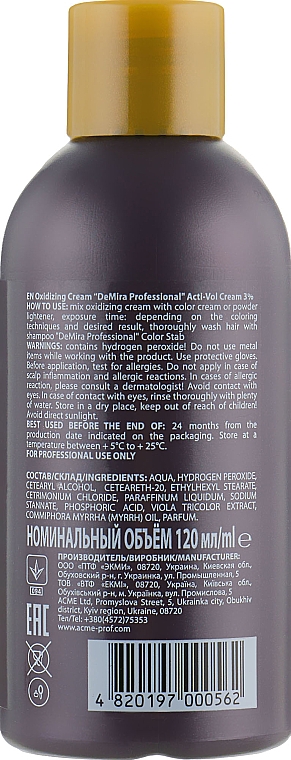 EN Oxidizing Cream "DeMira Professional" Acti-Vol Cream 3%
HOW TO USE: mix oxidizing cream with color cream or powder
lightener, exposure time: depending on the coloring
techniques and desired result, thoroughly wash hair with
shampoo "DeMira Professional" Color Stab
WARNINGS: contains hydrogen peroxide! Do not use metal
items while working with the product. Use protective gloves.
Before application, test for allergies. Do not apply in case of
scalp inflammation and allergic reactions. In cases of allergic
reactions, please consult a dermatologist! Avoid contact with
eyes. In case of contact with eyes, rinse thoroughly with plenty
of water. Store in a dry place, keep out of reach of children!
Avoid direct sunlight.
BEST USED BEFORE THE END OF: 24 months from the
production date indicated on the packaging. Store at a
temperature between + 5°C to + 25°C.
FOR PROFESSIONAL USE ONLY
СОСТАВ/СКЛАД/INGREDIENTS: AQUA, HYDROGEN PEROXIDE,
CETEARYL ALCOHOL, CETEARETH-20, ETHYLHEXYL STEARATE,
CETRIMONIUM CHLORIDE, PARAFFINUM LIQUIDUM, SODIUM
STANNATE, PHOSPHORIC ACID, VIOLA TRICOLOR EXTRACT,
COMMIPHORA MYRRHA (MYRRH) OIL, PARFUM.
НОМИНАЛЬНЫЙ ОБЪЁМ 120 мл/ml ℮
ПРОИЗВОДИТЕЛЬ/ВИРОБНИК/MANUFACTURER:
ООО "ПТФ "ЭКМИ", 08720, Украина, Киевская обл.,
Обуховский р-н, г. Украинка, ул. Промышленная, 5
ТОВ "ВТФ "ЕКМІ", 08720, Україна, Київська обл.,
Обухівський р-н, м. Українка, вул. Промислова, 5
ACME Ltd, Promyslova Street, 5, Ukrainka city, Obukhiv
district, Kyiv region, Ukraine, 08720
Тел./Tel: +380(4572)75353
www.acme-prof.com
094
EAC
4 820197 000562